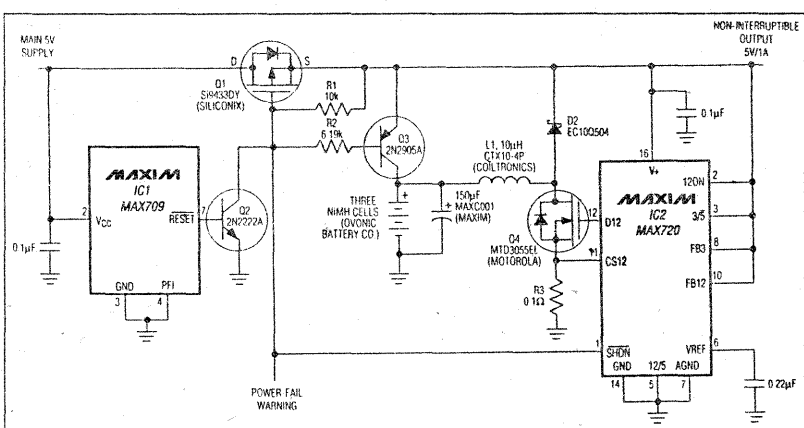 MAIN 5V
SUPPLY
D
S
Q1
Si9433DY
(SILICONIX)
R1
10k
R2
6 19k
Q3
2N2905A
NON-INTERRUPTIBLE
OUTPUT
5V/1A
0.1µF
D2
EC10QS04
L1, 10µH
CTX10-4P
(COILTRONICS)
16
V+
MAXIM
IC1
MAX709
2
VCC
RESET
7
Q2
2N2222A
0.1µF
GND
PFI
3
4
THREE
NiMH CELLS
(OVONIC
BATTERY CO.)
+
150µF
+ MAXC001
(MAXIM)
Q4
MTD3055EL
(MOTOROLA)
12
D12
MAXIM
IC2
MAX720
12ON
2
3/5
3
FB3
8
FB12
10
11
CS12
R3
0 1Ω
1
SHDN
VREF
6
GND
12/5
AGND
14
5
7
0 22µF
POWER FAIL
WARNING